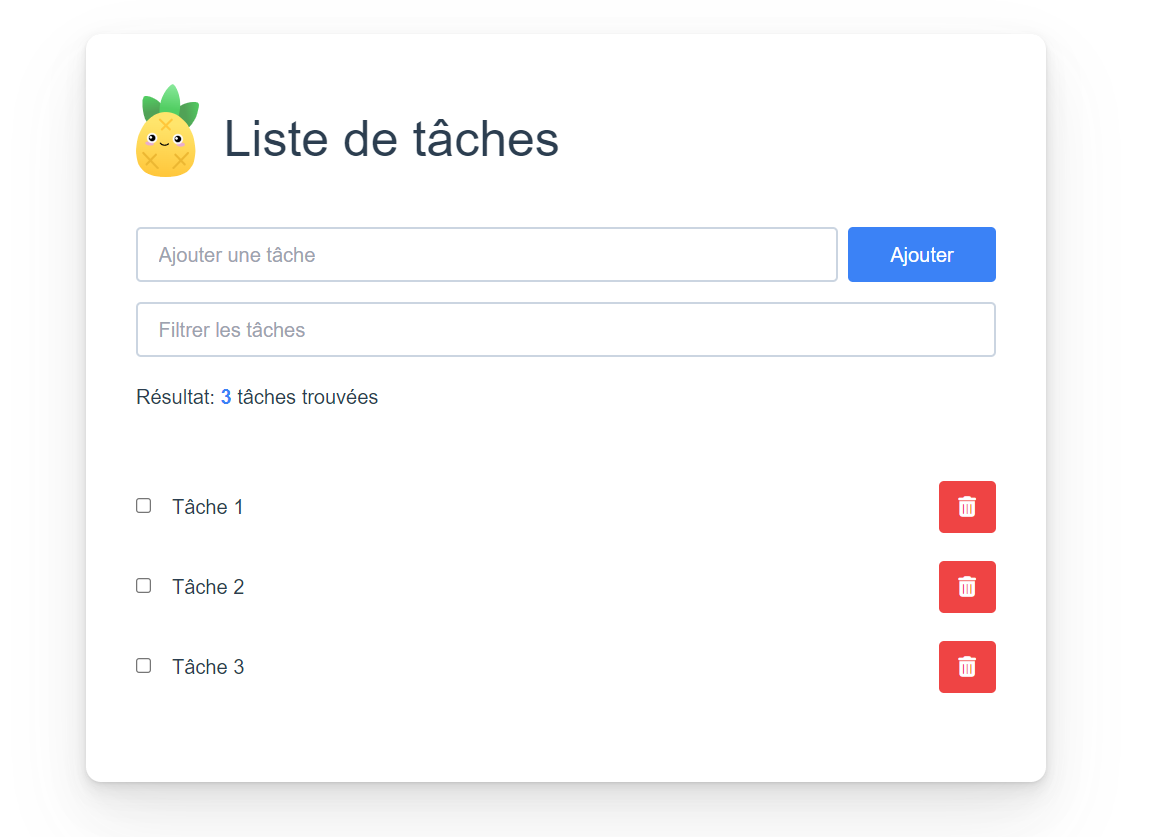 Liste de tâches
Ajouter une tâche
Ajouter
Filtrer les tâches
Résultat: 3 tâches trouvées
Tâche 1
Tâche 2
Tâche 3